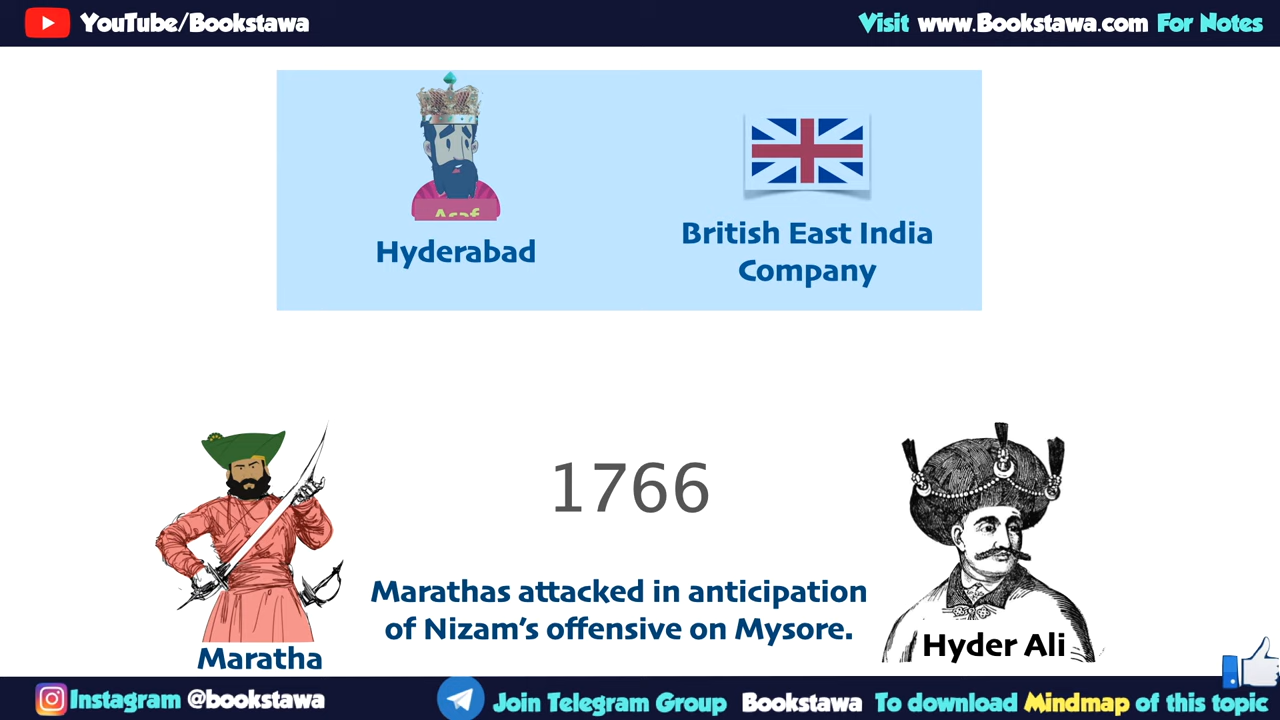 YouTube/Bookstawa
Visit www.Bookstawa.com For Notes
Hyderabad
British East India
Company
1766
Marathas attacked in anticipation
of Nizam's offensive on Mysore.
Maratha
Hyder Ali
Instagram @bookstawa
Join Telegram Group Bookstawa To download Mindmap of this topic